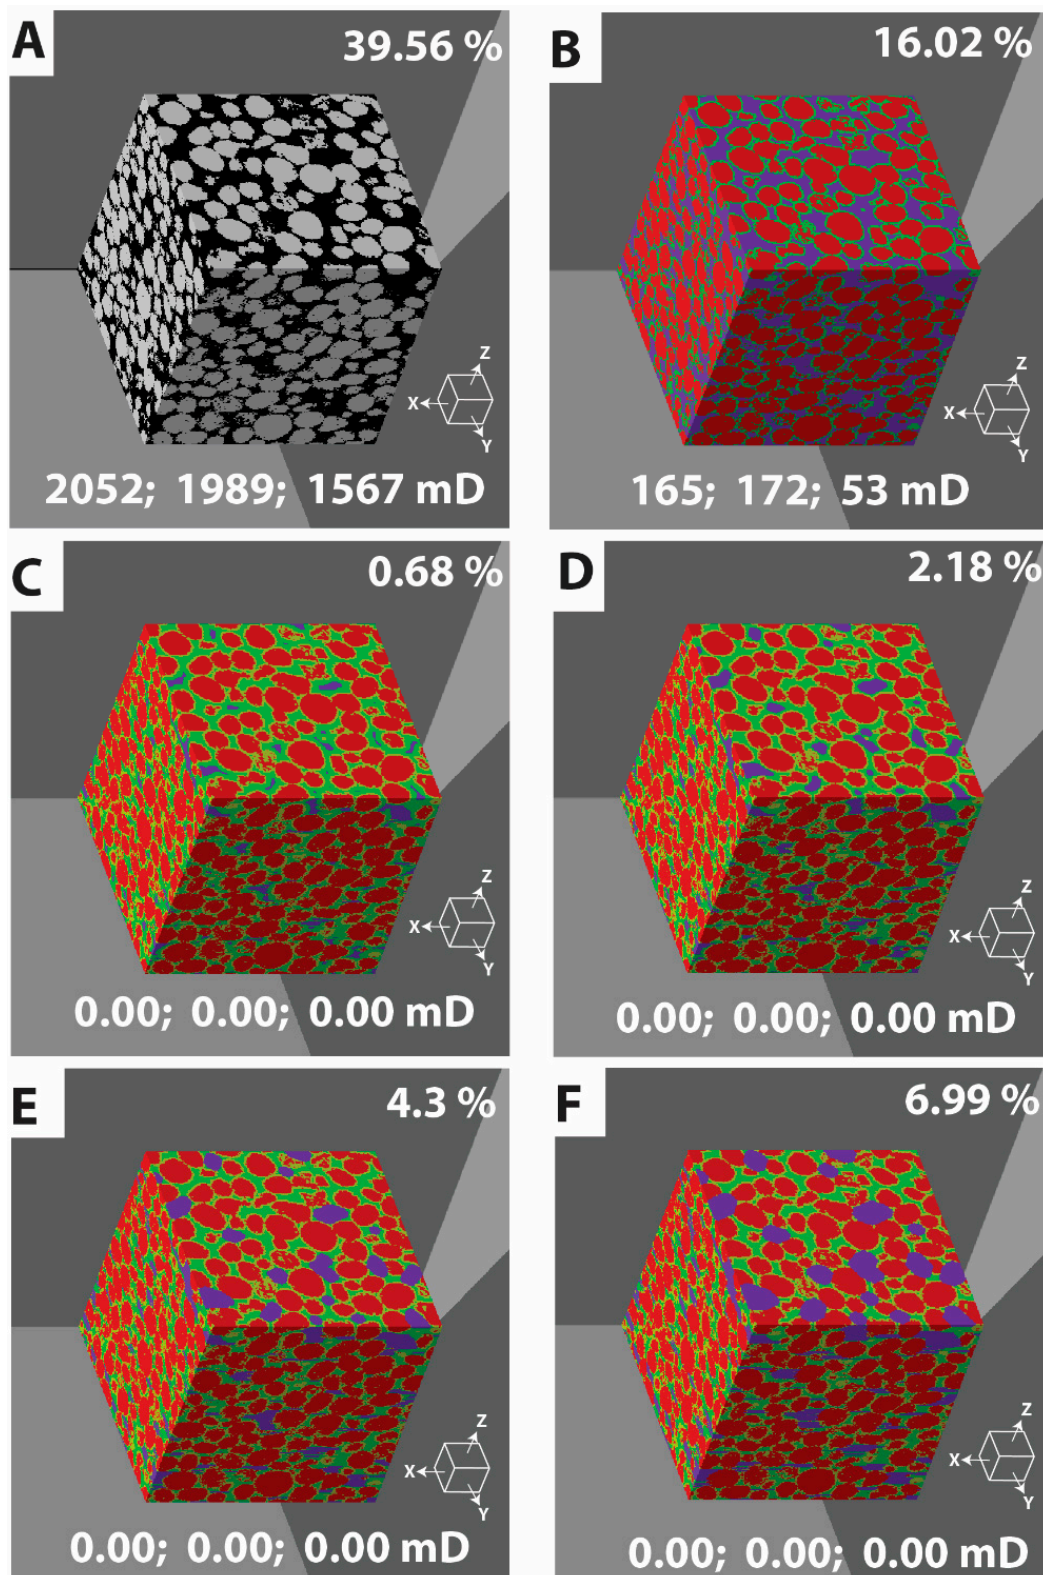 A
39.56 %
Z
X
Y
2052; 1989; 1567 mD
B
16.02 %
Z
X
Y
165; 172; 53 mD
C
0.68 %
Z
X
Y
0.00; 0.00; 0.00 mD
D
2.18 %
Z
X
Y
0.00; 0.00; 0.00 mD
E
4.3 %
Z
X
Y
0.00; 0.00; 0.00 mD
F
6.99 %
Z
X
Y
0.00; 0.00; 0.00 mD